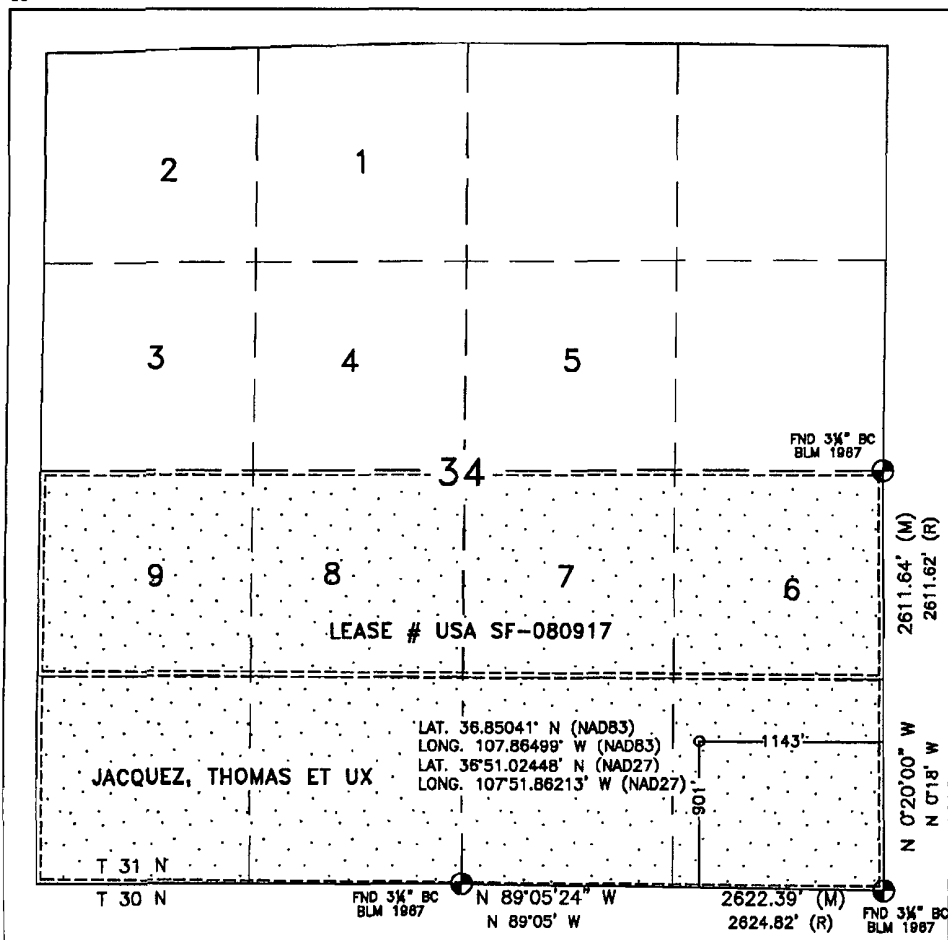 2
1
3
4
5
FND 3¼" BC
BLM 1967
34
2611.64' (M)
2611.62' (R)
9
8
7
6
LEASE # USA SF-080917
LAT. 36.85041° N (NAD83)
LONG. 107.86499° W (NAD83)
LAT. 36°51.02448' N (NAD27)
LONG. 107°51.86213' W (NAD27)
1143'
901'
JACQUEZ, THOMAS ET UX
N 0°20'00" W
N 0°18' W
T 31 N
T 30 N
FND 3¼" BC
BLM 1967
N 89°05'24" W
N 89°05' W
2622.39' (M)
2624.82' (R)
FND 3¼" BC
BLM 1967